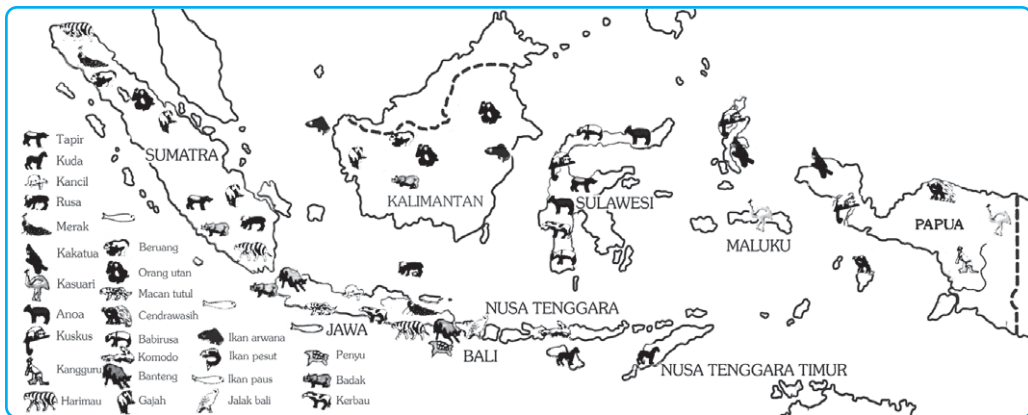 SUMATRA
KALIMANTAN
SULAWESI
MALUKU
PAPUA
JAWA
BALI
NUSA TENGGARA
NUSA TENGGARA TIMUR
Tapir
Kuda
Kancil
Rusa
Merak
Kakatua
Kasuari
Anoa
Kuskus
Kangguru
Harimau
Beruang
Orang utan
Macan tutul
Cendrawasih
Babirusa
Komodo
Banteng
Gajah
Ikan arwana
Ikan pesut
Ikan paus
Jalak bali
Penyu
Badak
Kerbau